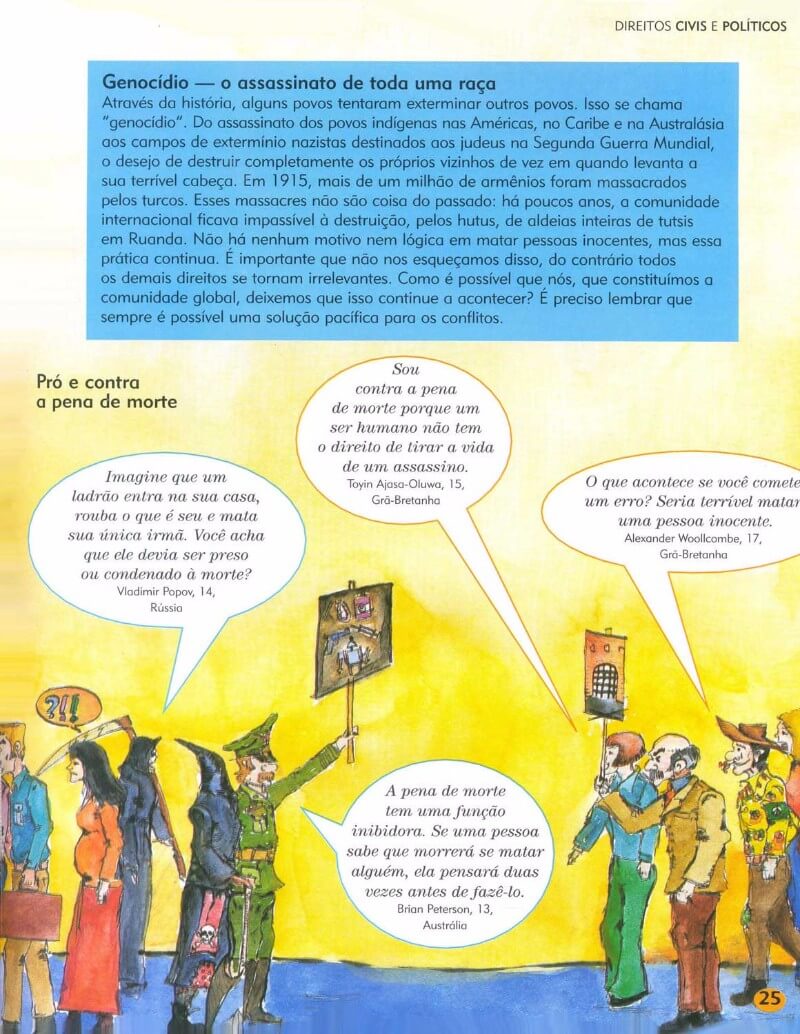 DIREITOS CIVIS E POLÍTICOS
Genocídio — o assassinato de toda uma raça
Através da história, alguns povos tentaram exterminar outros povos. Isso se chama
"genocídio". Do assassinato dos povos indígenas nas Américas, no Caribe e na Australásia
aos campos de extermínio nazistas destinados aos judeus na Segunda Guerra Mundial,
o desejo de destruir completamente os próprios vizinhos de vez em quando levanta a
sua terrível cabeça. Em 1915, mais de um milhão de armênios foram massacrados
pelos turcos. Esses massacres não são coisa do passado: há poucos anos, a comunidade
internacional ficava impassível à destruição, pelos hutus, de aldeias inteiras de tutsis
em Ruanda. Não há nenhum motivo nem lógica em matar pessoas inocentes, mas essa
prática continua. É importante que não nos esqueçamos disso, do contrário todos
os demais direitos se tornam irrelevantes. Como é possível que nós, que constituímos a
comunidade global, deixemos que isso continue a acontecer? É preciso lembrar que
sempre é possível uma solução pacífica para os conflitos.
Pró e contra
a pena de morte
Imagine que um
ladrão entra na sua casa,
rouba o que é seu e mata
sua única irmã. Você acha
que ele devia ser preso
ou condenado à morte?
Vladímir Popov, 14,
Rússia
Sou
contra a pena
de morte porque um
ser humano não tem
o direito de tirar a vida
de um assassino.
Toyin Ajasa-Oluwa, 15,
Grã-Bretanha
O que acontece se você comete
um erro? Seria terrível matar
uma pessoa inocente.
Alexander Woollcombe, 17,
Grã-Bretanha
?!!
A pena de morte
tem uma função
inibidora. Se uma pessoa
sabe que morrerá se matar
alguém, ela pensará duas
vezes antes de fazê-lo.
Brian Peterson, 13,
Austrália
25